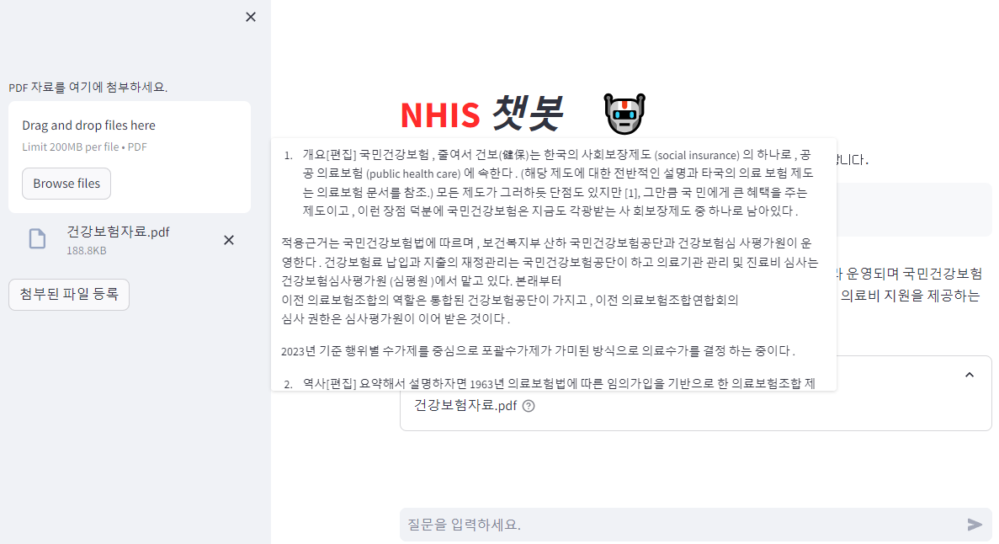 PDF 자료를 여기에 첨부하세요.
Drag and drop files here
Limit 200MB per file • PDF
Browse files
건강보험자료.pdf
188.8KB
첨부된 파일 등록
NHIS 챗봇
1. 개요[편집] 국민건강보험 , 줄여서 건보(健保)는 한국의 사회보장제도 (social insurance) 의 하나로 , 공
공 의료보험 (public health care) 에 속한다 . (해당 제도에 대한 전반적인 설명과 타국의 의료 보험 제도
는 의료보험 문서를 참조.) 모든 제도가 그러하듯 단점도 있지만 [1], 그만큼 국 민에게 큰 혜택을 주는
제도이고 , 이런 장점 덕분에 국민건강보험은 지금도 각광받는 사 회보장제도 중 하나로 남아있다 .
적용근거는 국민건강보험법에 따르며 , 보건복지부 산하 국민건강보험공단과 건강보험심 사평가원이 운
영한다 . 건강보험료 납입과 지출의 재정관리는 국민건강보험공단이 하고 의료기관 관리 및 진료비 심사는
건강보험심사평가원 (심평원 )에서 맡고 있다. 본래부터
이전 의료보험조합의 역할은 통합된 건강보험공단이 가지고 , 이전 의료보험조합연합회의
심사 권한은 심사평가원이 이어 받은 것이다 .
2023년 기준 행위별 수가제를 중심으로 포괄수가제가 가미된 방식으로 의료수가를 결정 하는 중이다 .
2. 역사[편집] 요약해서 설명하자면 1963년 의료보험법에 따른 임의가입을 기반으로 한 의료보험조합 제
니다.
운영되며 국민건강보험
의료비 지원을 제공하는
건강보험자료.pdf
질문을 입력하세요.